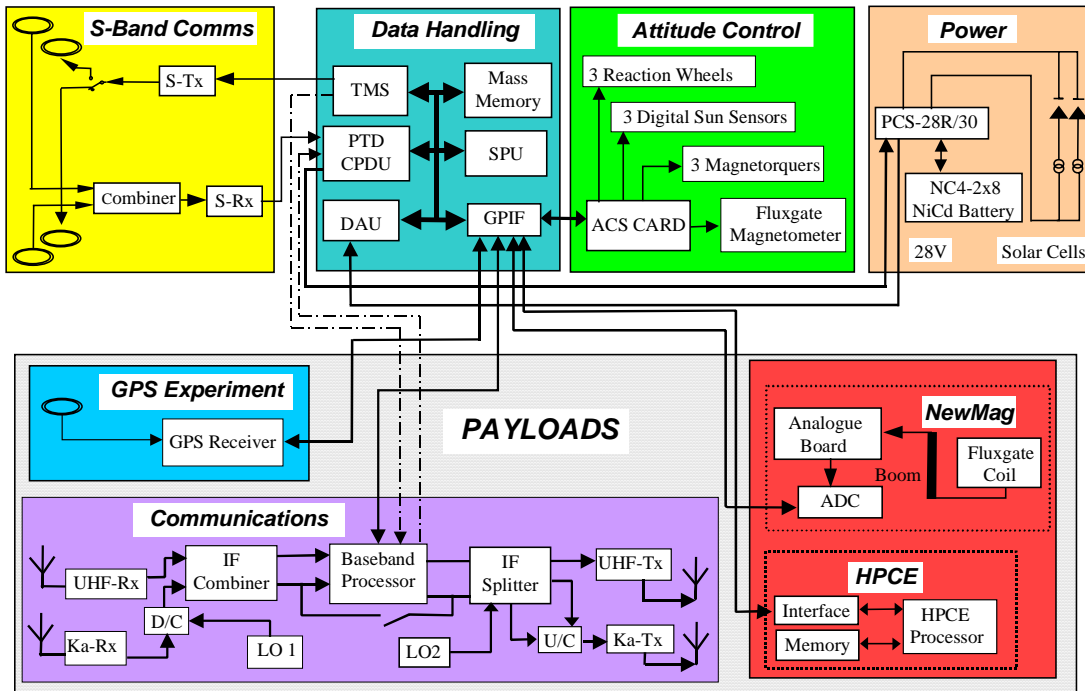 S-Band Comms
S-Tx
Combiner
S-Rx
Data Handling
TMS
Mass
Memory
PTD
CPDU
SPU
DAU
GPIF
Attitude Control
3 Reaction Wheels
3 Digital Sun Sensors
3 Magnetorquers
ACS CARD
Fluxgate
Magnetometer
Power
PCS-28R/30
NC4-2x8
NiCd Battery
28V
Solar Cells
PAYLOADS
GPS Experiment
GPS Receiver
Communications
UHF-Rx
IF
Combiner
Baseband
Processor
IF
Splitter
UHF-Tx
Ka-Rx
D/C
LO 1
LO2
U/C
Ka-Tx
NewMag
Analogue
Board
Boom
Fluxgate
Coil
ADC
HPCE
Interface
Memory
HPCE
Processor